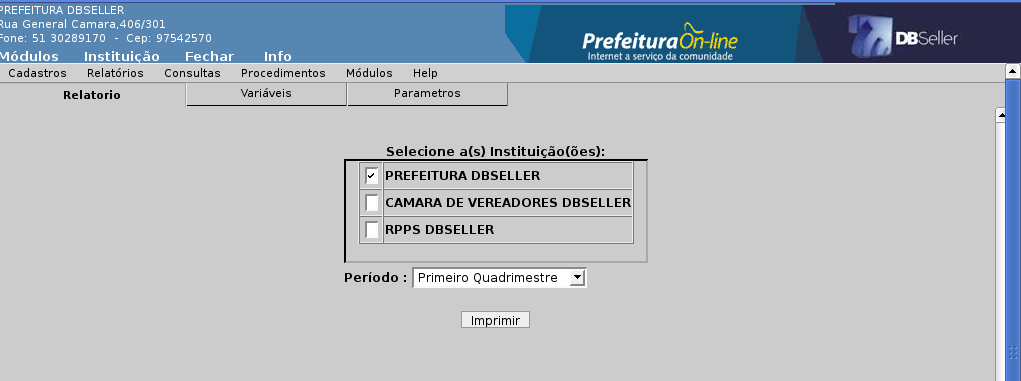 PREFEITURA DBSELLER
Rua General Camara,406/301
Fone: 51 30289170 - Cep: 97542570
Módulos Instituição Fechar Info
PrefeituraOn-line
Internet a serviço da comunidade
DBSeller
Cadastros Relatórios Consultas Procedimentos Módulos Help
Relatorio Variáveis Parametros
Selecione a(s) Instituição(ões):
PREFEITURA DBSELLER
CAMARA DE VEREADORES DBSELLER
RPPS DBSELLER
Período : Primeiro Quadrimestre
Imprimir